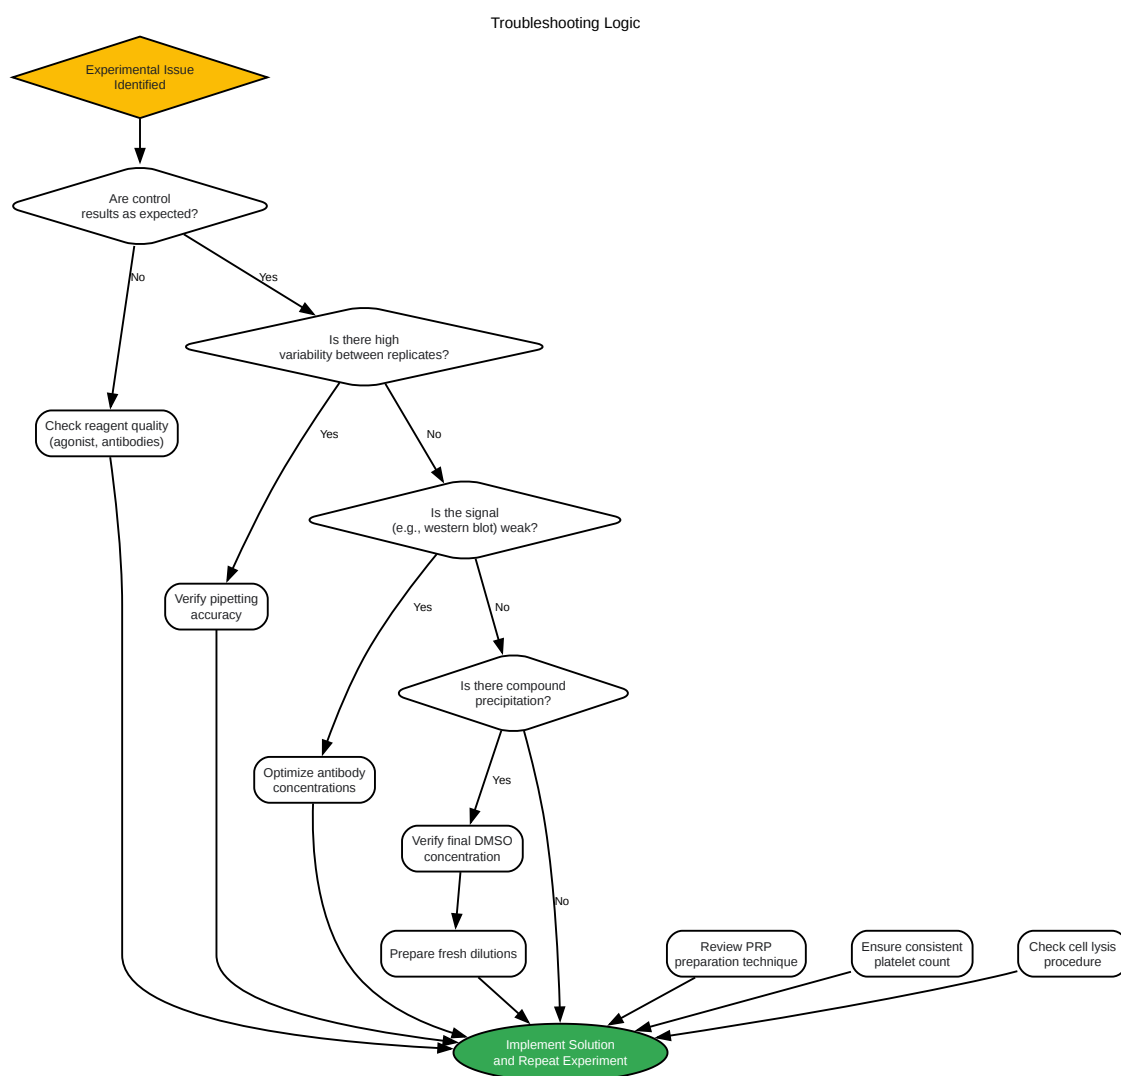 Troubleshooting Logic
Experimental Issue
Identified
Are control
results as expected?
No
Yes
Is there high
variability between replicates?
Check reagent quality
(agonist, antibodies)
Yes
No
Is the signal
(e.g., western blot) weak?
Verify pipetting
accuracy
Yes
No
Is there compound
precipitation?
Optimize antibody
concentrations
Yes
Verify final DMSO
concentration
No
Prepare fresh dilutions
Review PRP
preparation technique
Ensure consistent
platelet count
Check cell lysis
procedure
Implement Solution
and Repeat Experiment